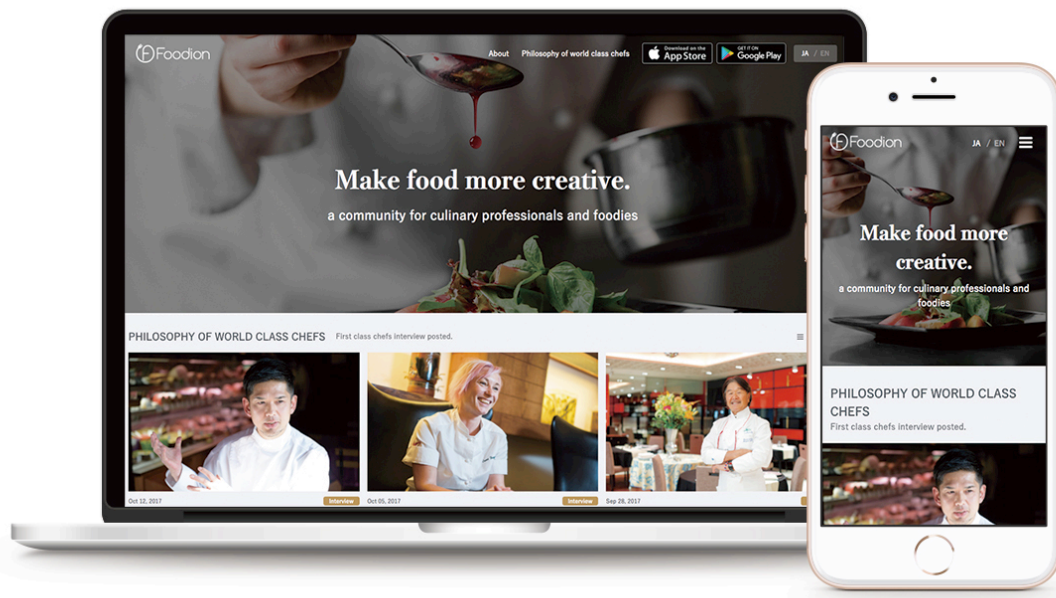 Foodion
About Philosophy of world class chefs Download on the App Store GET IT ON Google Play JA / EN
Make food more creative.
a community for culinary professionals and foodies
PHILOSOPHY OF WORLD CLASS CHEFS First class chefs interview posted.
Oct 12, 2017 Interview Oct 05, 2017 Interview Sep 28, 2017
Foodion JA / EN
Make food more
creative.
a community for culinary professionals and
foodies
PHILOSOPHY OF WORLD CLASS
CHEFS
First class chefs interview posted.